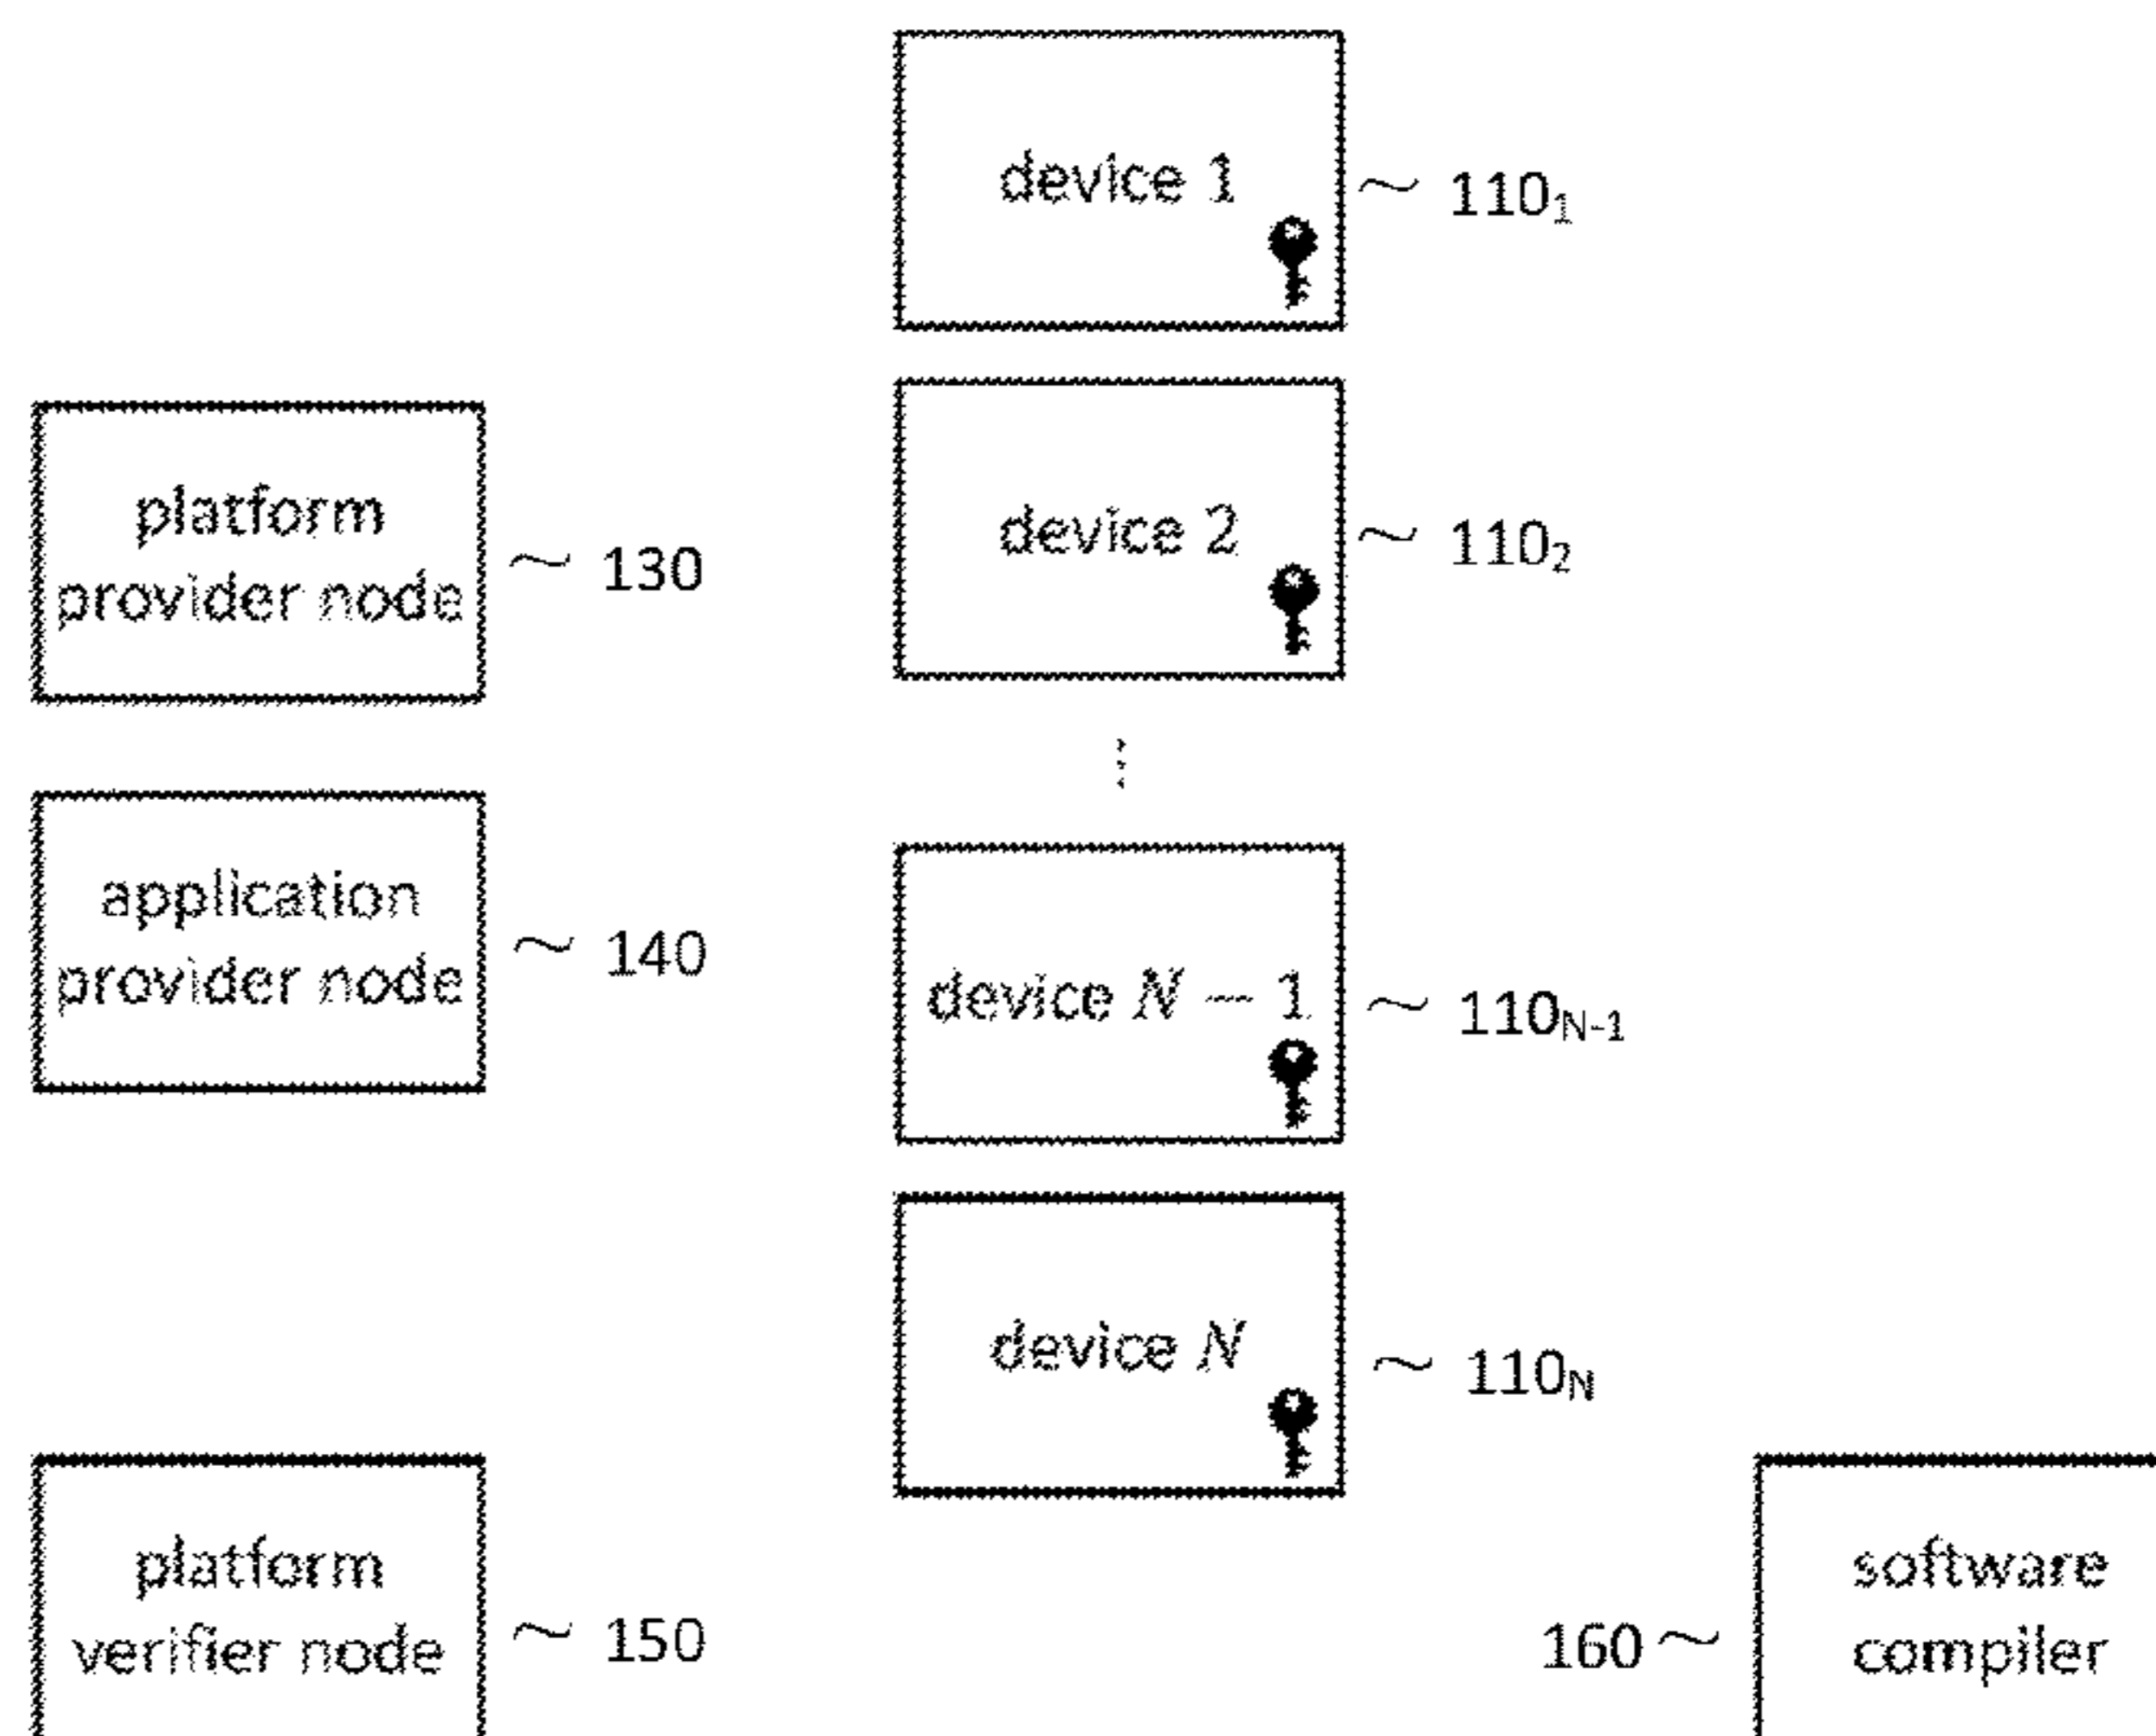 device 1
110₁
platform
provider node
130
device 2
110₂
⋮
application
provider node
140
device N – 1
110N-1
device N
110N
platform
verifier node
150
160
software
compiler